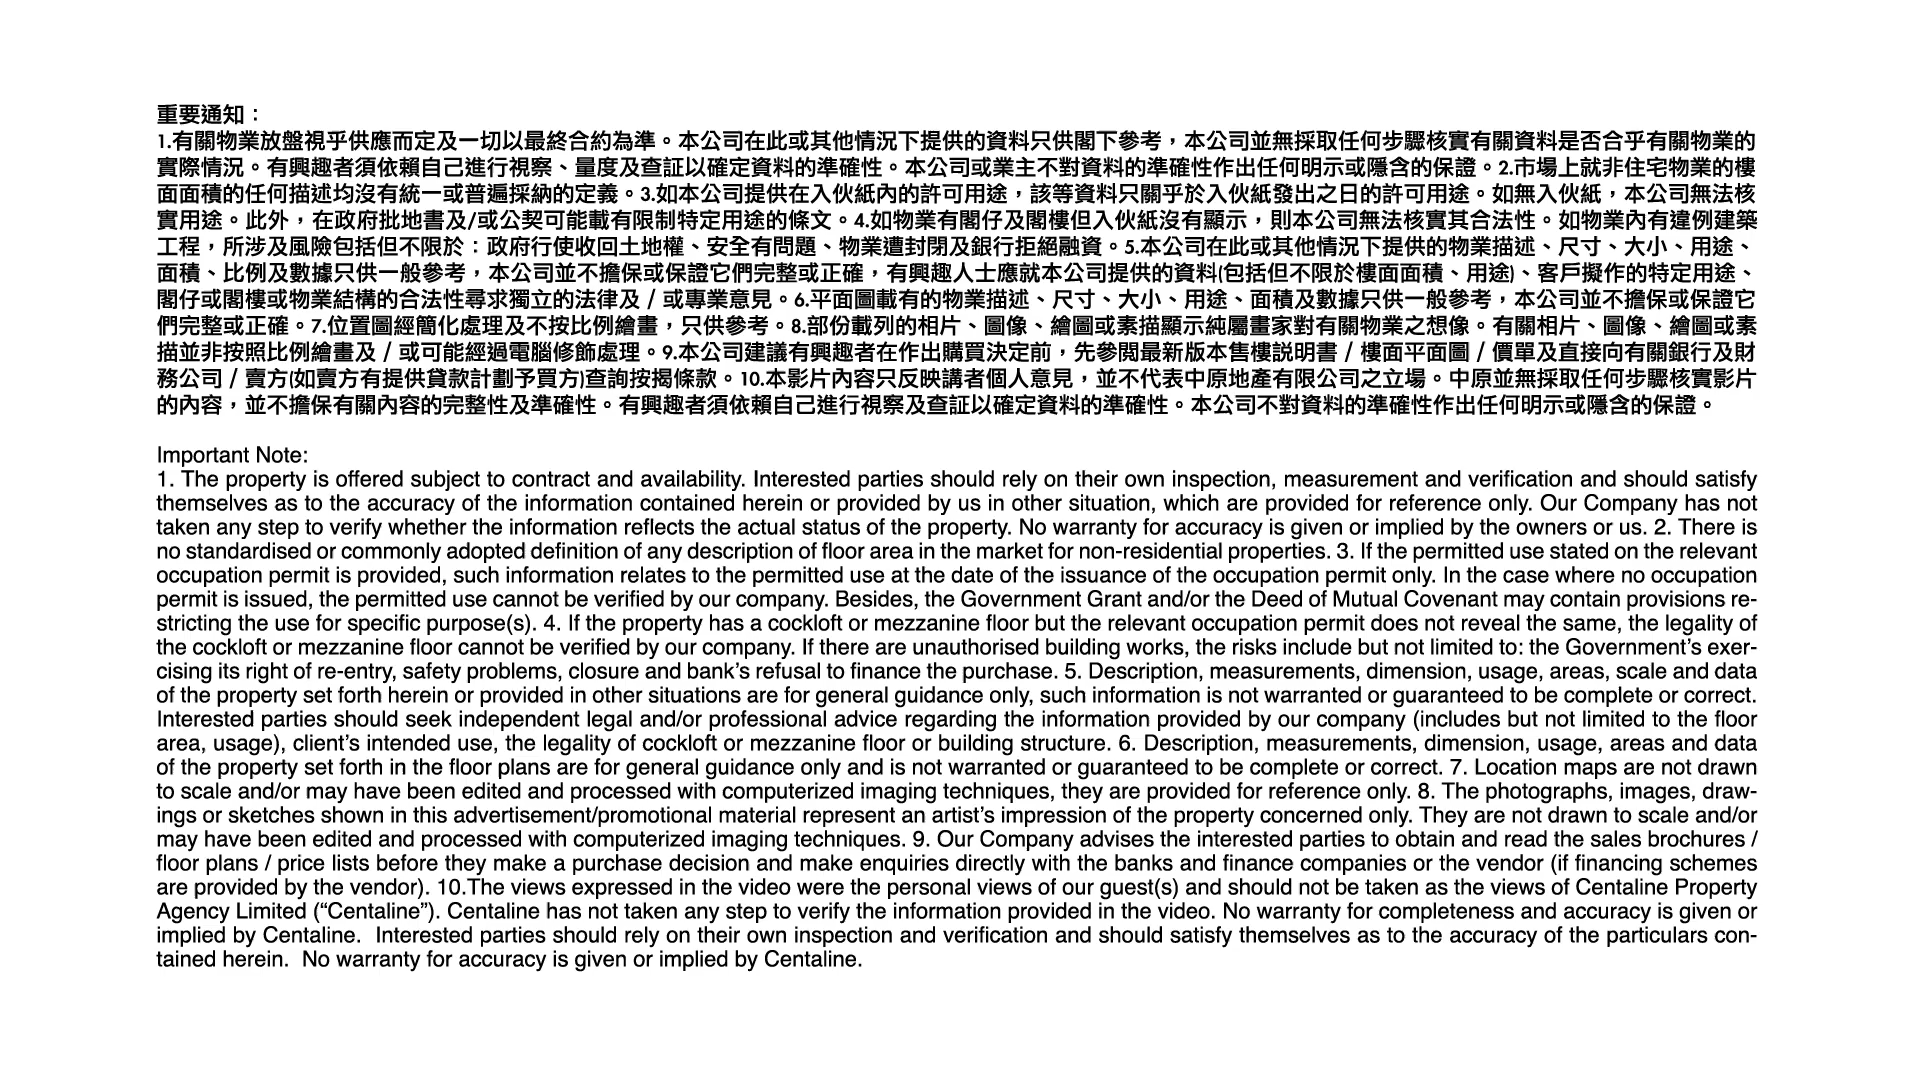 重要通知：
1.有關物業放盤視乎供應而定及一切以最終合約為準。本公司在此或其他情況下提供的資料只供閣下參考，本公司並無採取任何步驟核實有關資料是否合乎有關物業的
實際情況。有興趣者須依賴自己進行視察、量度及查証以確定資料的準確性。本公司或業主不對資料的準確性作出任何明示或隱含的保證。2.市場上就非住宅物業的樓
面面積的任何描述均沒有統一或普遍採納的定義。3.如本公司提供在入伙紙內的許可用途，該等資料只關乎於入伙紙發出之日的許可用途。如無入伙紙，本公司無法核
實用途。此外，在政府批地書及/或公契可能載有限制特定用途的條文。4.如物業有閣仔及閣樓但入伙紙沒有顯示，則本公司無法核實其合法性。如物業內有違例建築
工程，所涉及風險包括但不限於：政府行使收回土地權、安全有問題、物業遭封閉及銀行拒絕融資。5.本公司在此或其他情況下提供的物業描述、尺寸、大小、用途、
面積、比例及數據只供一般參考，本公司並不擔保或保證它們完整或正確，有興趣人士應就本公司提供的資料(包括但不限於樓面面積、用途)、客戶擬作的特定用途、
閣仔或閣樓或物業結構的合法性尋求獨立的法律及 / 或專業意見。6.平面圖載有的物業描述、尺寸、大小、用途、面積及數據只供一般參考，本公司並不擔保或保證它
們完整或正確。7.位置圖經簡化處理及不按比例繪畫，只供參考。8.部份載列的相片、圖像、繪圖或素描顯示純屬畫家對有關物業之想像。有關相片、圖像、繪圖或素
描並非按照比例繪畫及 / 或可能經過電腦修飾處理。9.本公司建議有興趣者在作出購買決定前，先參閱最新版本售樓説明書 / 樓面平面圖 / 價單及直接向有關銀行及財
務公司 / 賣方(如賣方有提供貸款計劃予買方)查詢按揭條款。10.本影片內容只反映講者個人意見，並不代表中原地產有限公司之立場。中原並無採取任何步驟核實影片
的內容，並不擔保有關內容的完整性及準確性。有興趣者須依賴自己進行視察及查証以確定資料的準確性。本公司不對資料的準確性作出任何明示或隱含的保證。
Important Note:
1. The property is offered subject to contract and availability. Interested parties should rely on their own inspection, measurement and verification and should satisfy
themselves as to the accuracy of the information contained herein or provided by us in other situation, which are provided for reference only. Our Company has not
taken any step to verify whether the information reflects the actual status of the property. No warranty for accuracy is given or implied by the owners or us. 2. There is
no standardised or commonly adopted definition of any description of floor area in the market for non-residential properties. 3. If the permitted use stated on the relevant
occupation permit is provided, such information relates to the permitted use at the date of the issuance of the occupation permit only. In the case where no occupation
permit is issued, the permitted use cannot be verified by our company. Besides, the Government Grant and/or the Deed of Mutual Covenant may contain provisions re-
stricting the use for specific purpose(s). 4. If the property has a cockloft or mezzanine floor but the relevant occupation permit does not reveal the same, the legality of
the cockloft or mezzanine floor cannot be verified by our company. If there are unauthorised building works, the risks include but not limited to: the Government’s exer-
cising its right of re-entry, safety problems, closure and bank’s refusal to finance the purchase. 5. Description, measurements, dimension, usage, areas, scale and data
of the property set forth herein or provided in other situations are for general guidance only, such information is not warranted or guaranteed to be complete or correct.
Interested parties should seek independent legal and/or professional advice regarding the information provided by our company (includes but not limited to the floor
area, usage), client’s intended use, the legality of cockloft or mezzanine floor or building structure. 6. Description, measurements, dimension, usage, areas and data
of the property set forth in the floor plans are for general guidance only and is not warranted or guaranteed to be complete or correct. 7. Location maps are not drawn
to scale and/or may have been edited and processed with computerized imaging techniques, they are provided for reference only. 8. The photographs, images, draw-
ings or sketches shown in this advertisement/promotional material represent an artist’s impression of the property concerned only. They are not drawn to scale and/or
may have been edited and processed with computerized imaging techniques. 9. Our Company advises the interested parties to obtain and read the sales brochures /
floor plans / price lists before they make a purchase decision and make enquiries directly with the banks and finance companies or the vendor (if financing schemes
are provided by the vendor). 10.The views expressed in the video were the personal views of our guest(s) and should not be taken as the views of Centaline Property
Agency Limited (“Centaline”). Centaline has not taken any step to verify the information provided in the video. No warranty for completeness and accuracy is given or
implied by Centaline.  Interested parties should rely on their own inspection and verification and should satisfy themselves as to the accuracy of the particulars con-
tained herein.  No warranty for accuracy is given or implied by Centaline.